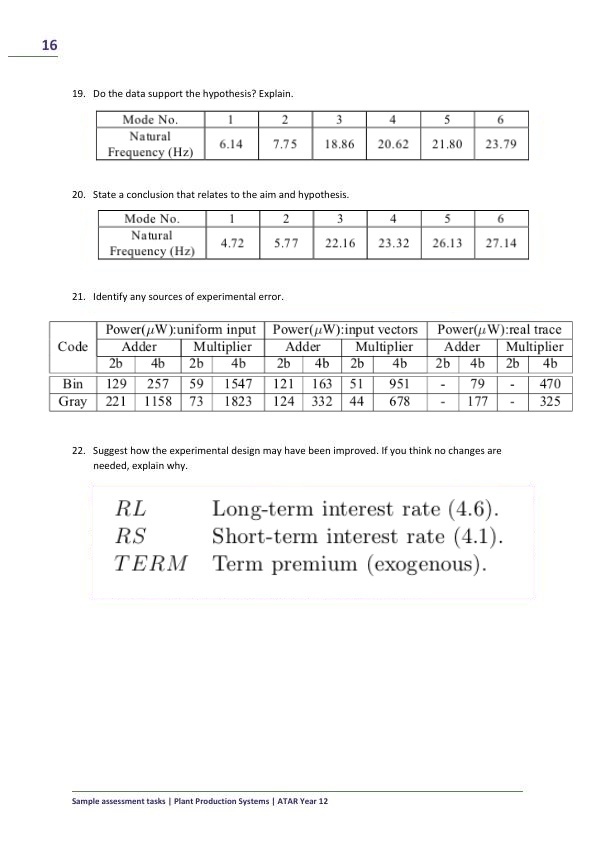 16
19. Do the data support the hypothesis? Explain.
Mode No. 1 2 3 4 5 6
Natural
Frequency (Hz) 6.14 7.75 18.86 20.62 21.80 23.79
20. State a conclusion that relates to the aim and hypothesis.
Mode No. 1 2 3 4 5 6
Natural
Frequency (Hz) 4.72 5.77 22.16 23.32 26.13 27.14
21. Identify any sources of experimental error.
Power(μW):uniform input Power(μW):input vectors Power(μW):real trace
Code Adder Multiplier Adder Multiplier Adder Multiplier
2b 4b 2b 4b 2b 4b 2b 4b 2b 4b 2b 4b
Bin 129 257 59 1547 121 163 51 951 - 79 - 470
Gray 221 1158 73 1823 124 332 44 678 - 177 - 325
22. Suggest how the experimental design may have been improved. If you think no changes are
needed, explain why.
RL Long-term interest rate (4.6).
RS Short-term interest rate (4.1).
TERM Term premium (exogenous).
Sample assessment tasks | Plant Production Systems | ATAR Year 12